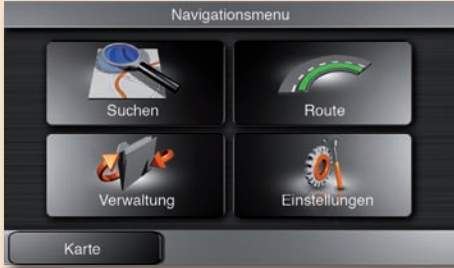 Navigationsmenu
Suchen
Route
Verwaltung
Einstellungen
Karte